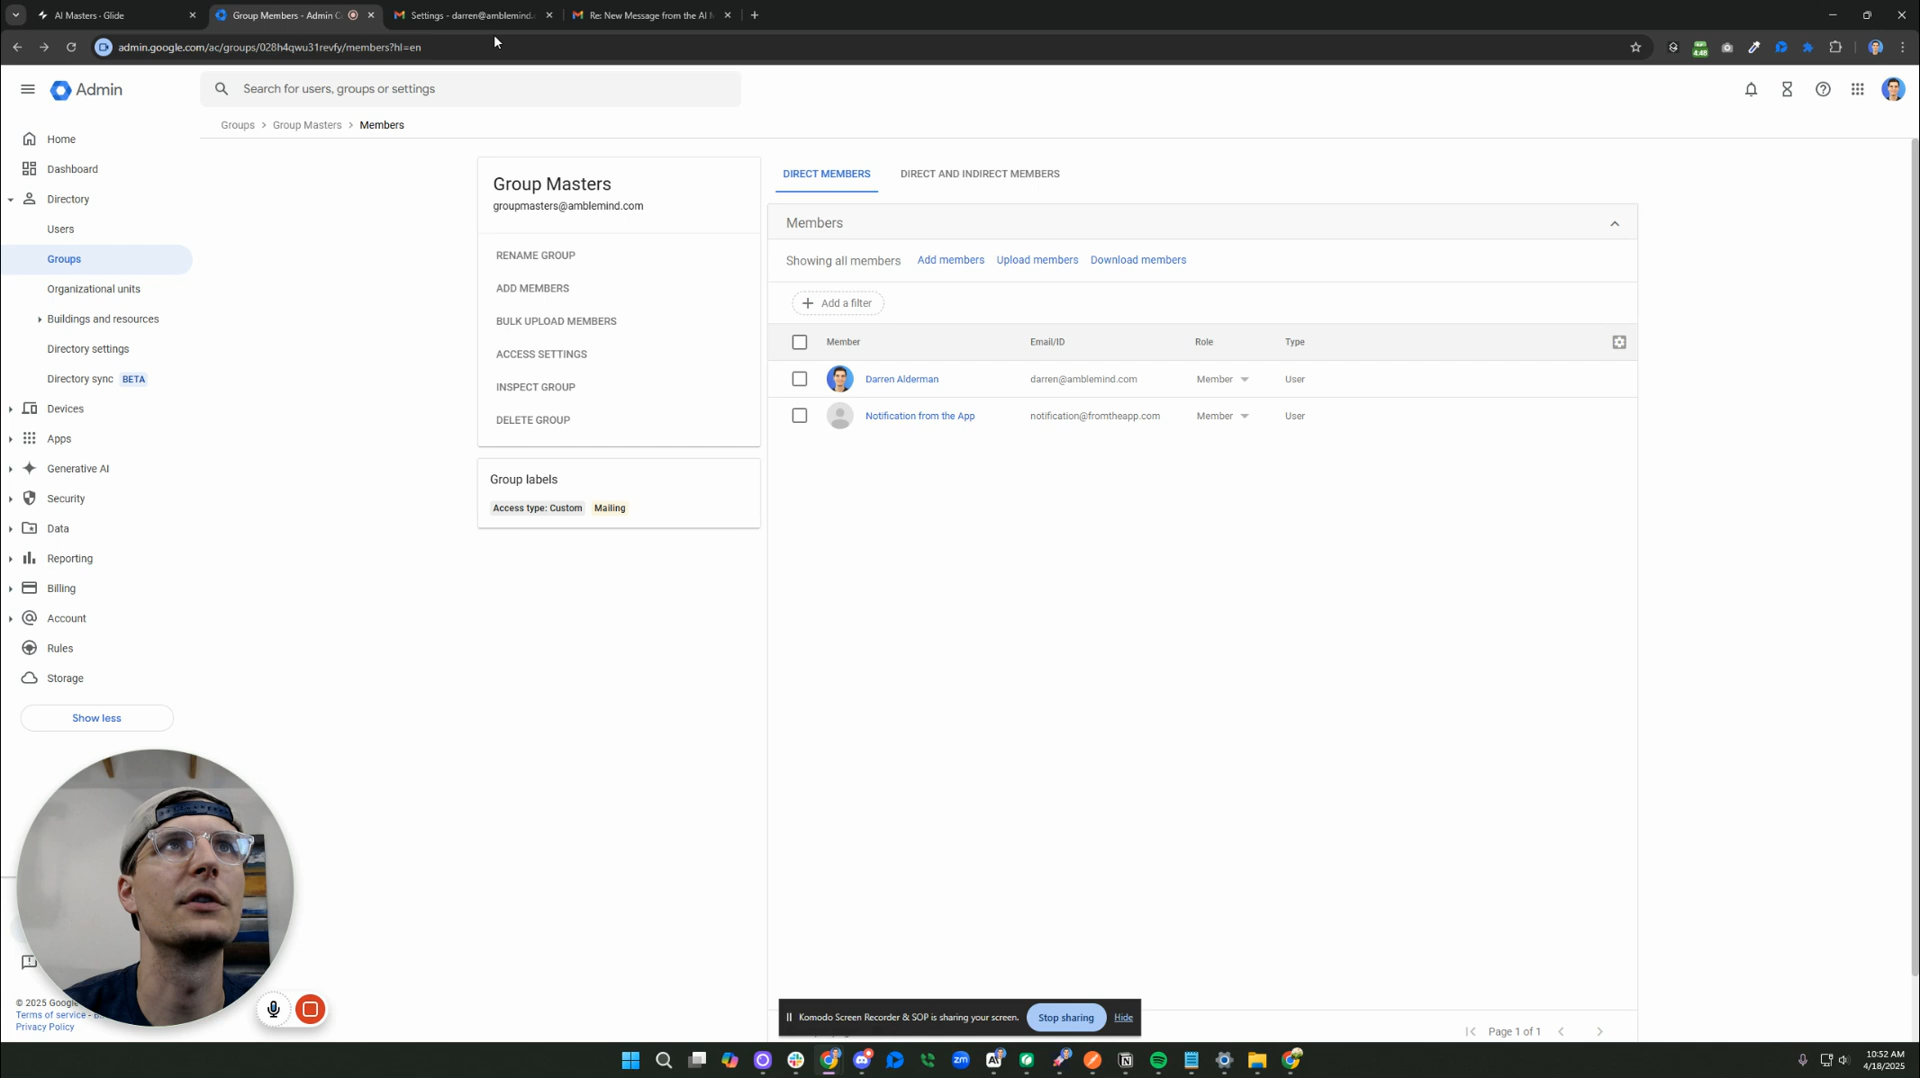 AI Masters - Glide
Group Members - Admin C
Settings - darren@amblemind.
Re: New Message from the AI M
admin.google.com/ac/groups/028h4qwu31revfy/members?hl=en
4:48
Admin
Search for users, groups or settings
Groups > Group Masters > Members
Home
Dashboard
Directory
Users
Groups
Organizational units
Buildings and resources
Directory settings
Directory sync BETA
Devices
Apps
Generative AI
Security
Data
Reporting
Billing
Account
Rules
Storage
Show less
© 2025 Google
Terms of service -
Privacy Policy
Group Masters
groupmasters@amblemind.com
RENAME GROUP
ADD MEMBERS
BULK UPLOAD MEMBERS
ACCESS SETTINGS
INSPECT GROUP
DELETE GROUP
Group labels
Access type: Custom Mailing
DIRECT MEMBERS DIRECT AND INDIRECT MEMBERS
Members
Showing all members Add members Upload members Download members
Add a filter
Member Email/ID Role Type
Darren Alderman darren@amblemind.com Member User
Notification from the App notification@fromtheapp.com Member User
Komodo Screen Recorder & SOP is sharing your screen. Stop sharing Hide
Page 1 of 1
zm
10:52 AM
4/18/2025